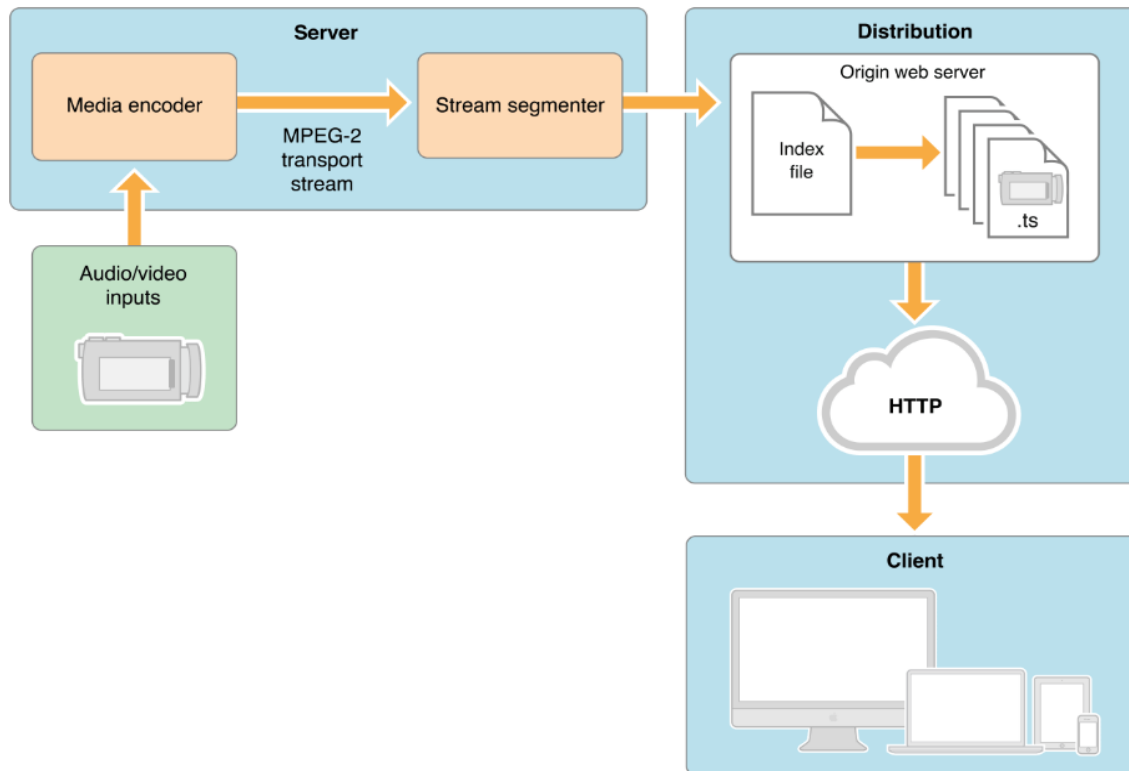 Server
Media encoder
MPEG-2
transport
stream
Stream segmenter
Audio/video
inputs
Distribution
Origin web server
Index
file
.ts
HTTP
Client